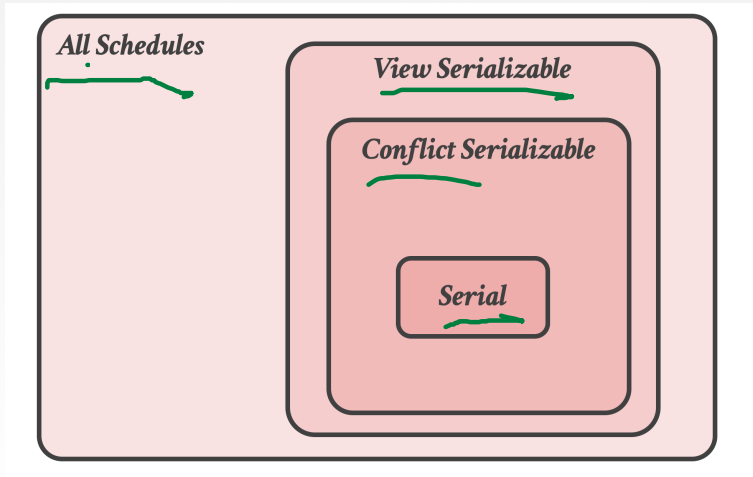 All Schedules
View Serializable
Conflict Serializable
Serial